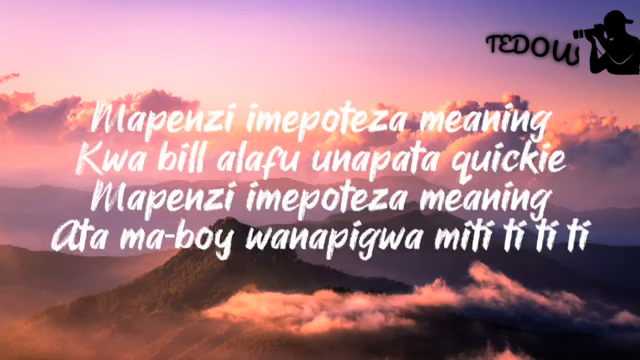 TEDOW
Mapenzi imepoteza meaning
Kwa bill alafu unapata quickie
Mapenzi imepoteza meaning
Ata ma-boy wanapigwa miti ti ti ti